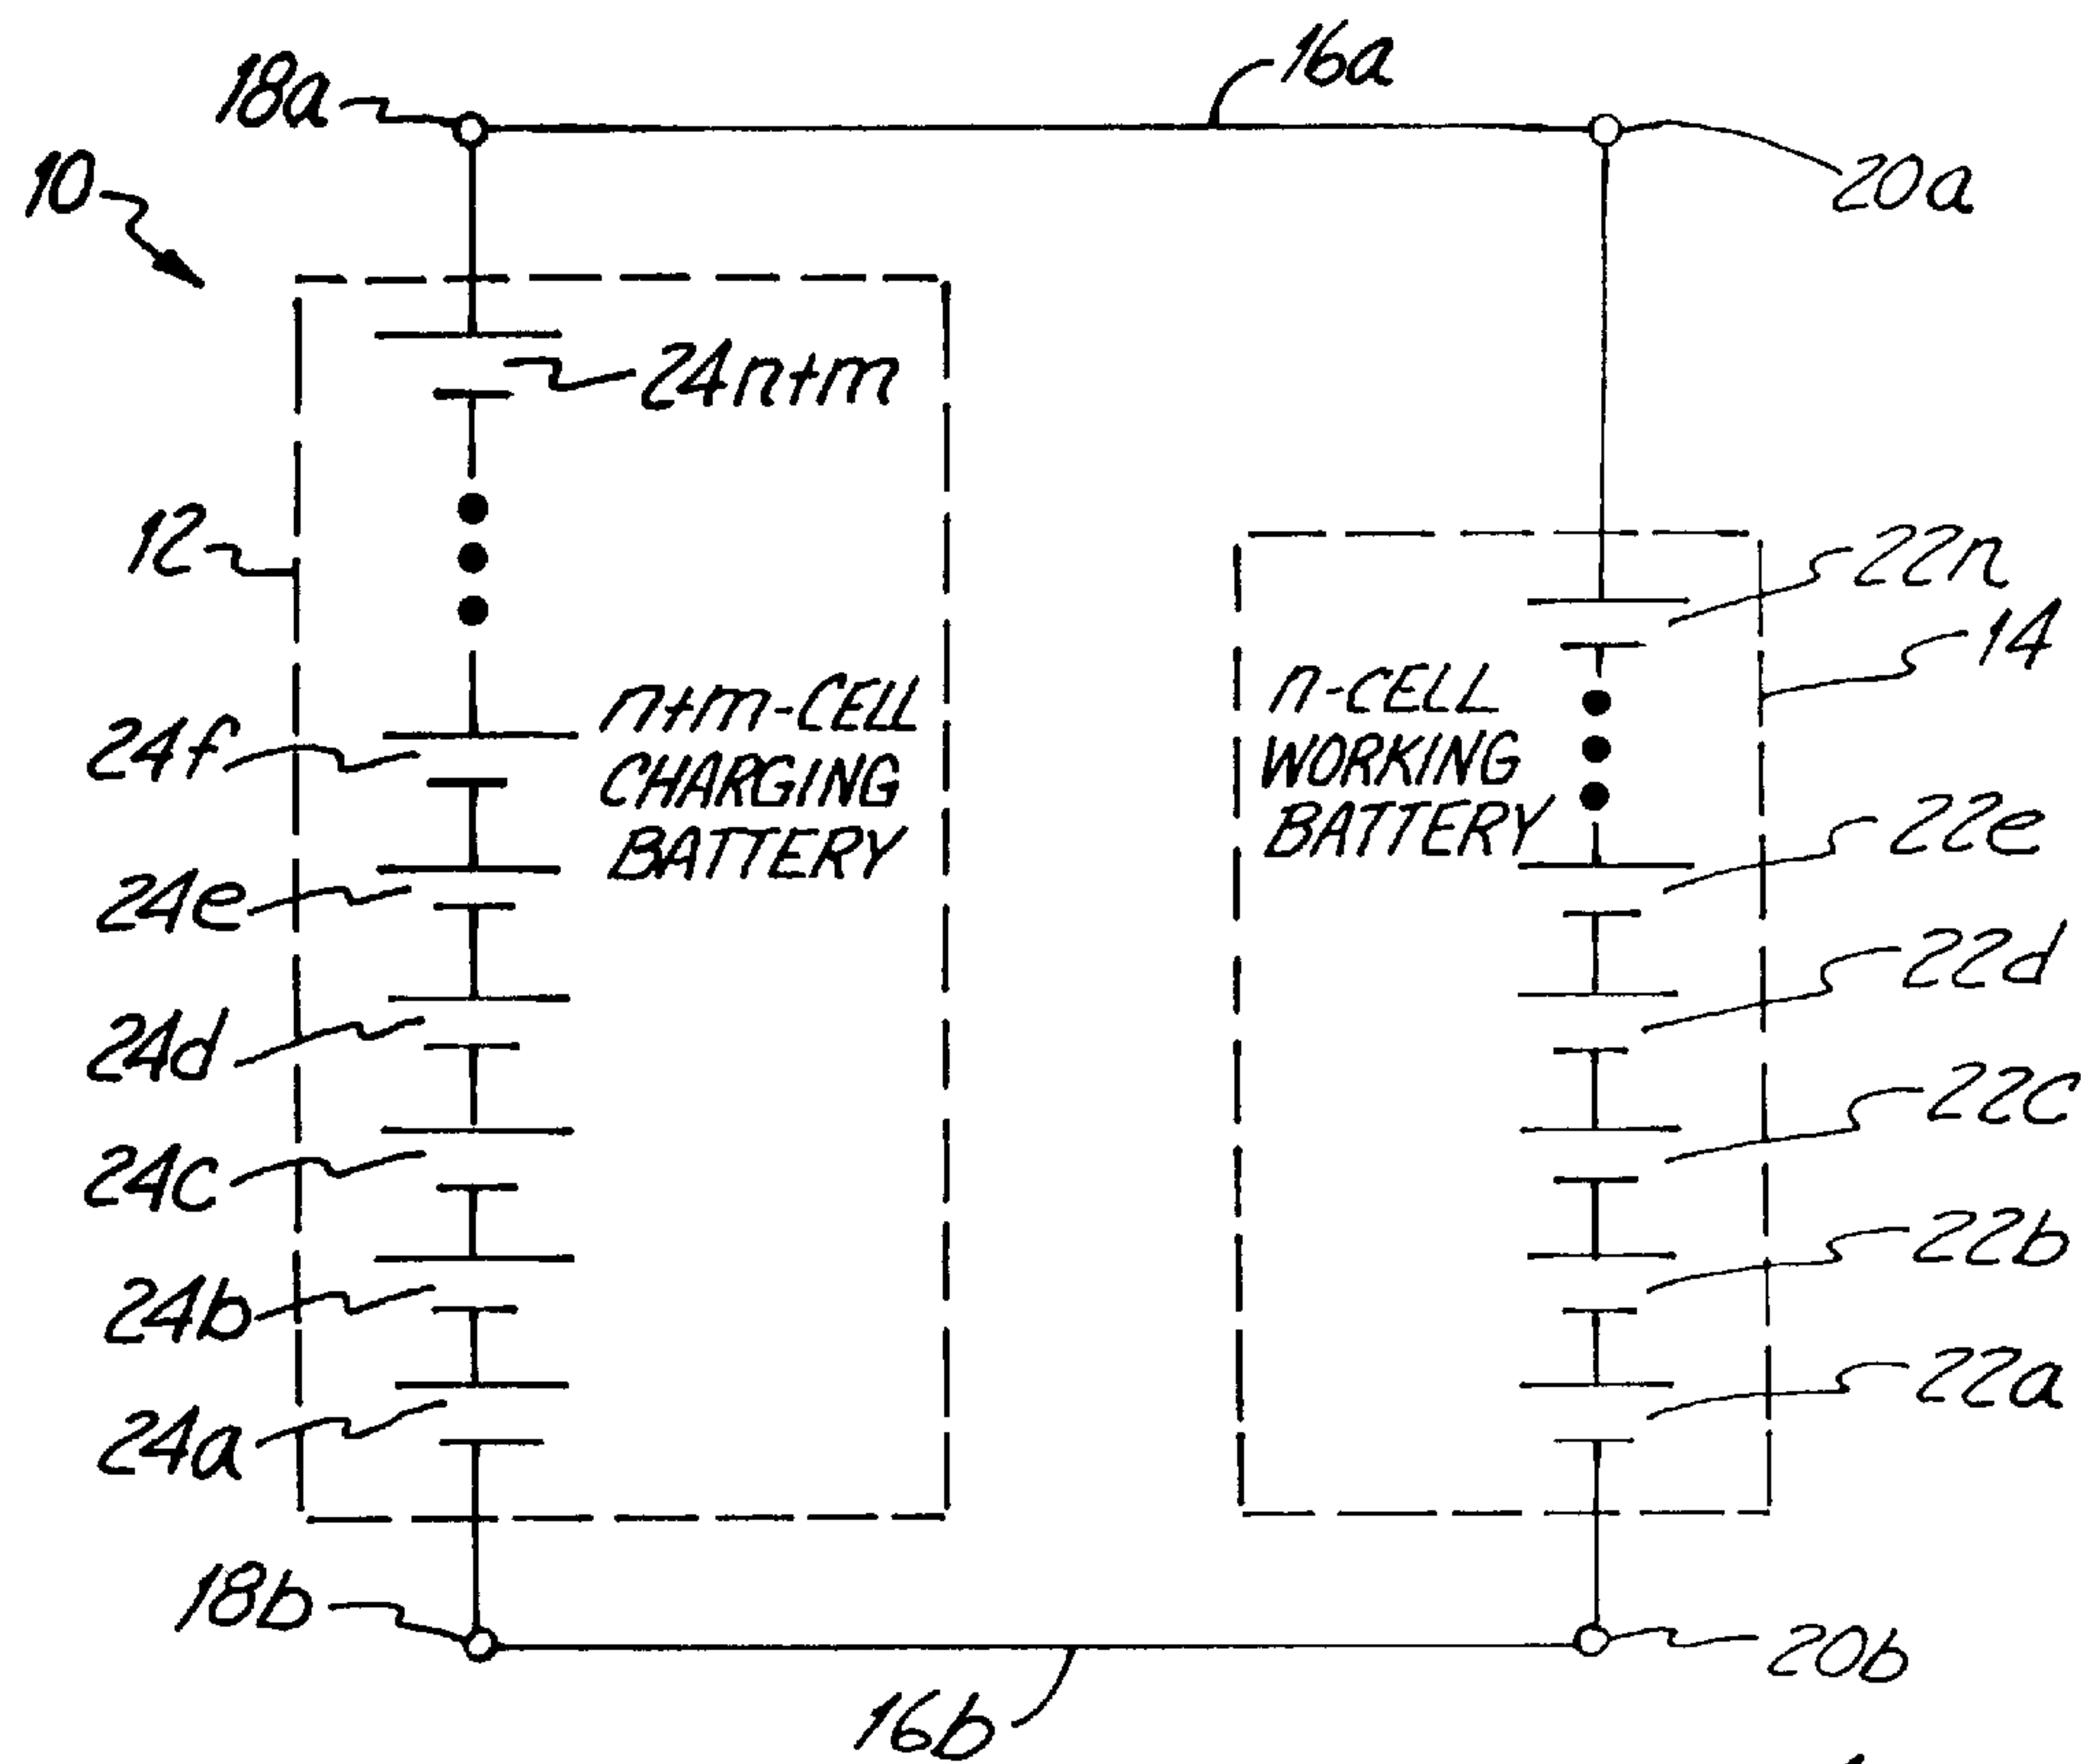 18a
16a
10
20a
24n+m
12
22n
14
24f
n+m-CELL
CHARGING
BATTERY
n-CELL
WORKING
BATTERY
22e
24e
22d
24d
22c
24c
22b
24b
22a
24a
18b
20b
16b